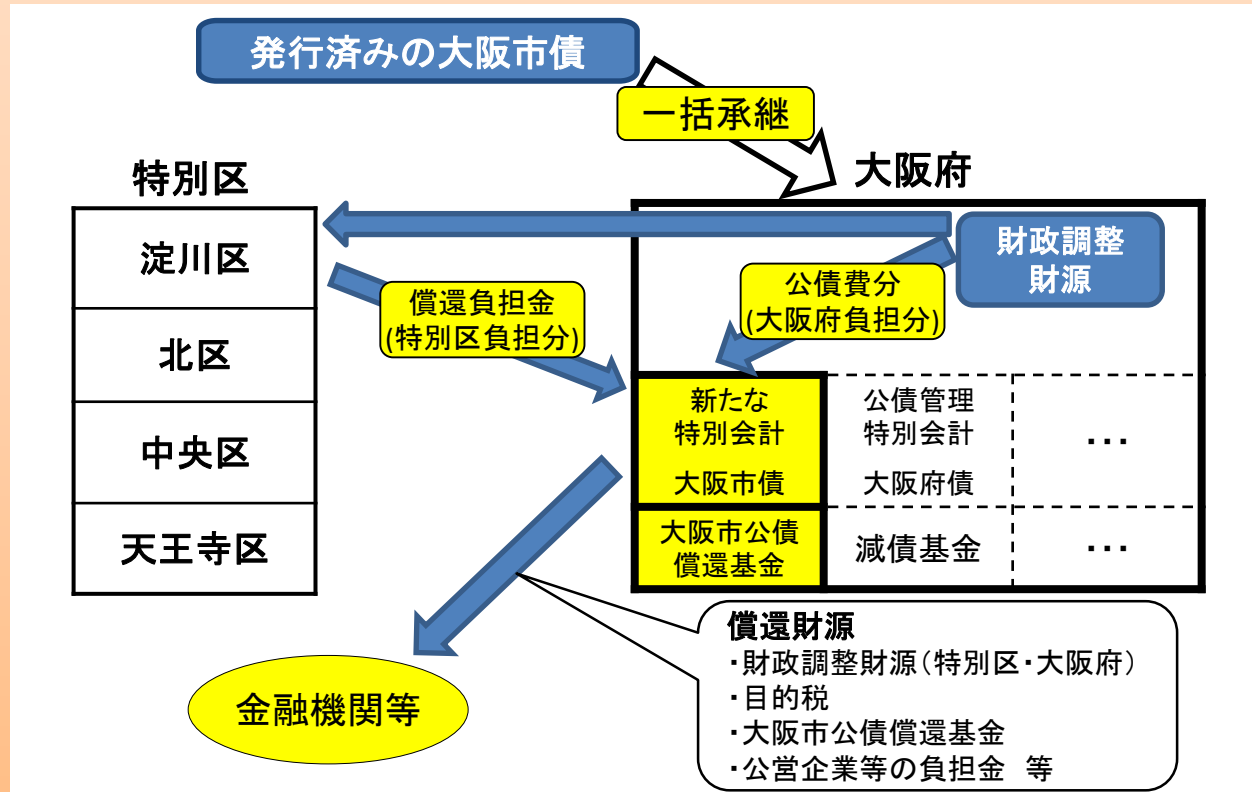 発行済みの大阪市債
一括承継
特別区
大阪府
淀川区
北区
中央区
天王寺区
財政調整
財源
償還負担金
(特別区負担分)
公債費分
(大阪府負担分)
新たな
特別会計
大阪市債
公債管理
特別会計
大阪府債
・・・
大阪市公債
償還基金
減債基金
・・・
償還財源
・財政調整財源(特別区・大阪府)
・目的税
・大阪市公債償還基金
・公営企業等の負担金 等
金融機関等